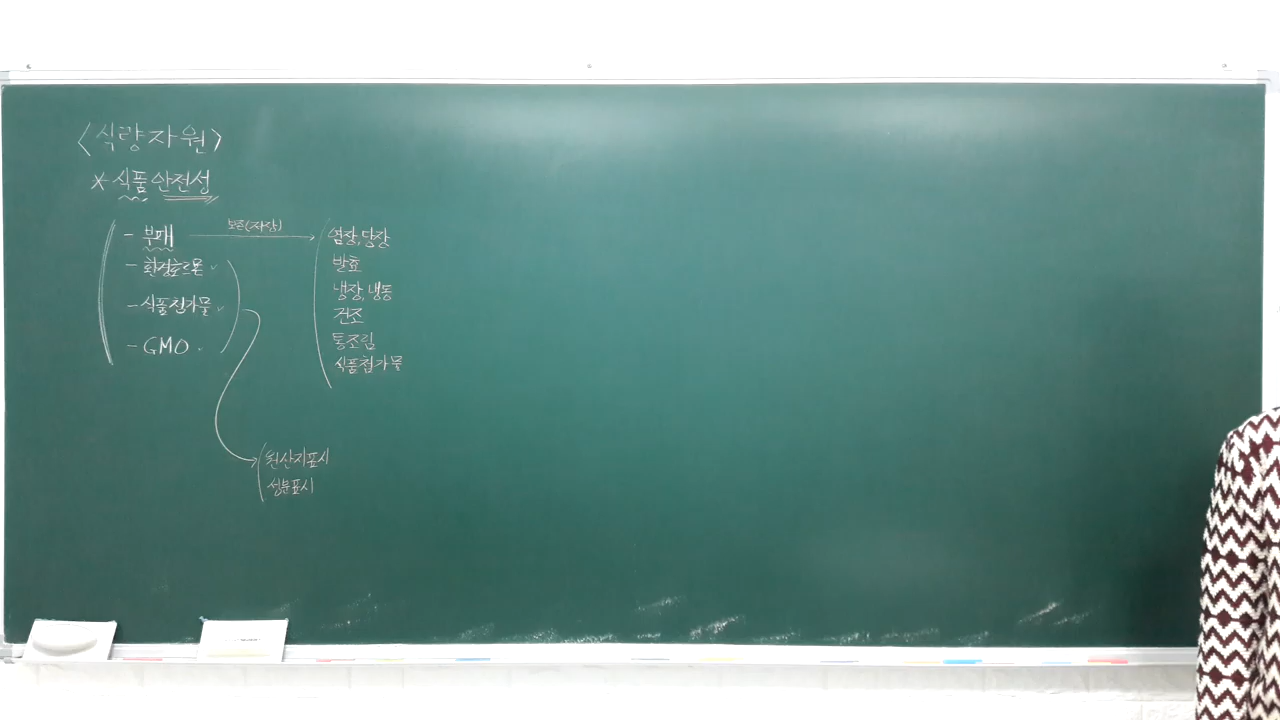 <식량자원>
* 식품 안전성
- 부패
보존(저장)
염장, 당장
발효
냉장, 냉동
건조
통조림
식품첨가물
- 환경호르몬 ✓
- 식품첨가물 ✓
- GMO
원산지표시
성분표시